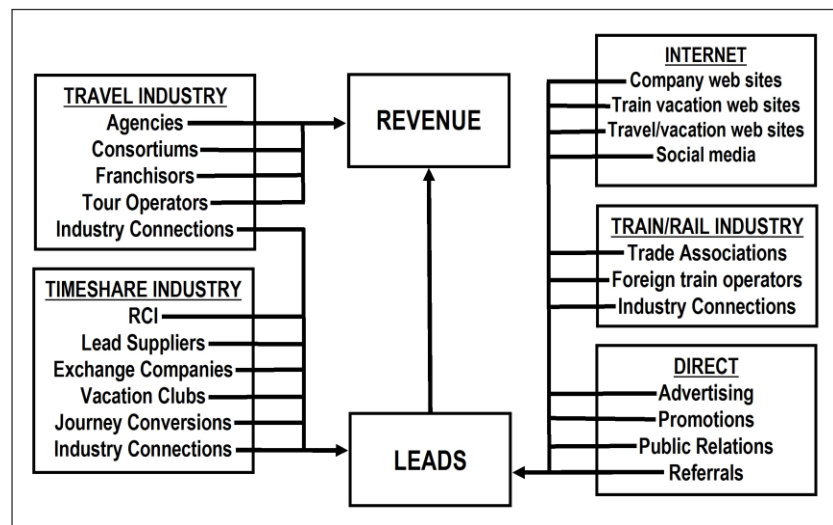 TRAVEL INDUSTRY
Agencies
Consortiums
Franchisors
Tour Operators
Industry Connections
TIMESHARE INDUSTRY
RCI
Lead Suppliers
Exchange Companies
Vacation Clubs
Journey Conversions
Industry Connections
REVENUE
LEADS
INTERNET
Company web sites
Train vacation web sites
Travel/vacation web sites
Social media
TRAIN/RAIL INDUSTRY
Trade Associations
Foreign train operators
Industry Connections
DIRECT
Advertising
Promotions
Public Relations
Referrals